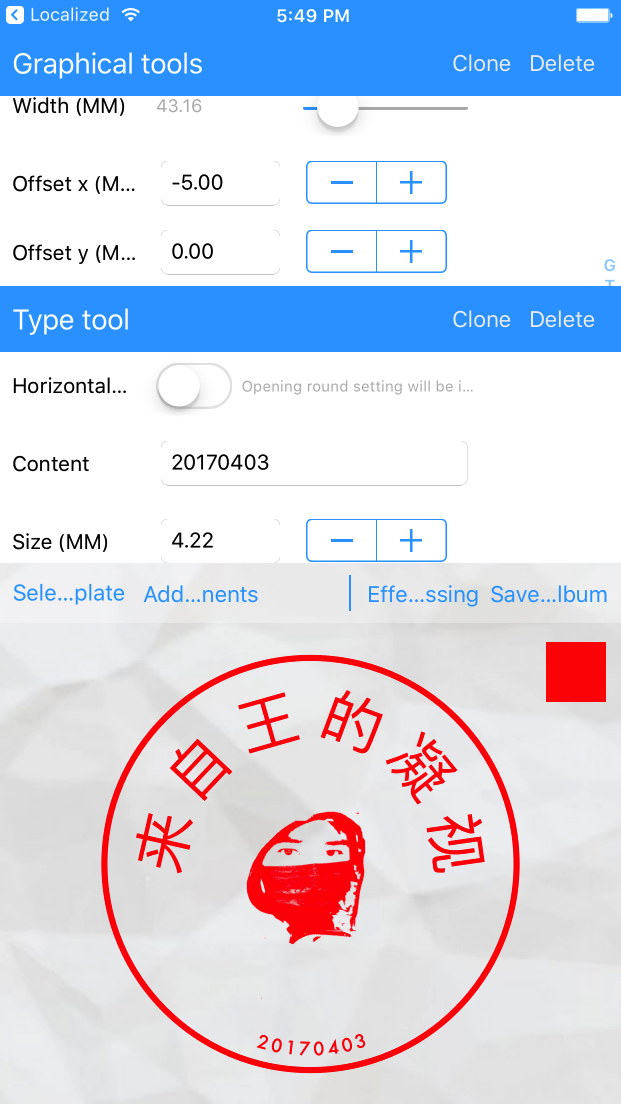 Localized
5:49 PM
Graphical tools
Clone
Delete
Width (MM)
43.16
Offset x (M...
-5.00
Offset y (M...
0.00
G
T
Type tool
Clone
Delete
Horizontal...
Opening round setting will be i...
Content
20170403
Size (MM)
4.22
Sele...plate
Add...nents
Effe...ssing
Save...lbum
来自王的凝视
20170403